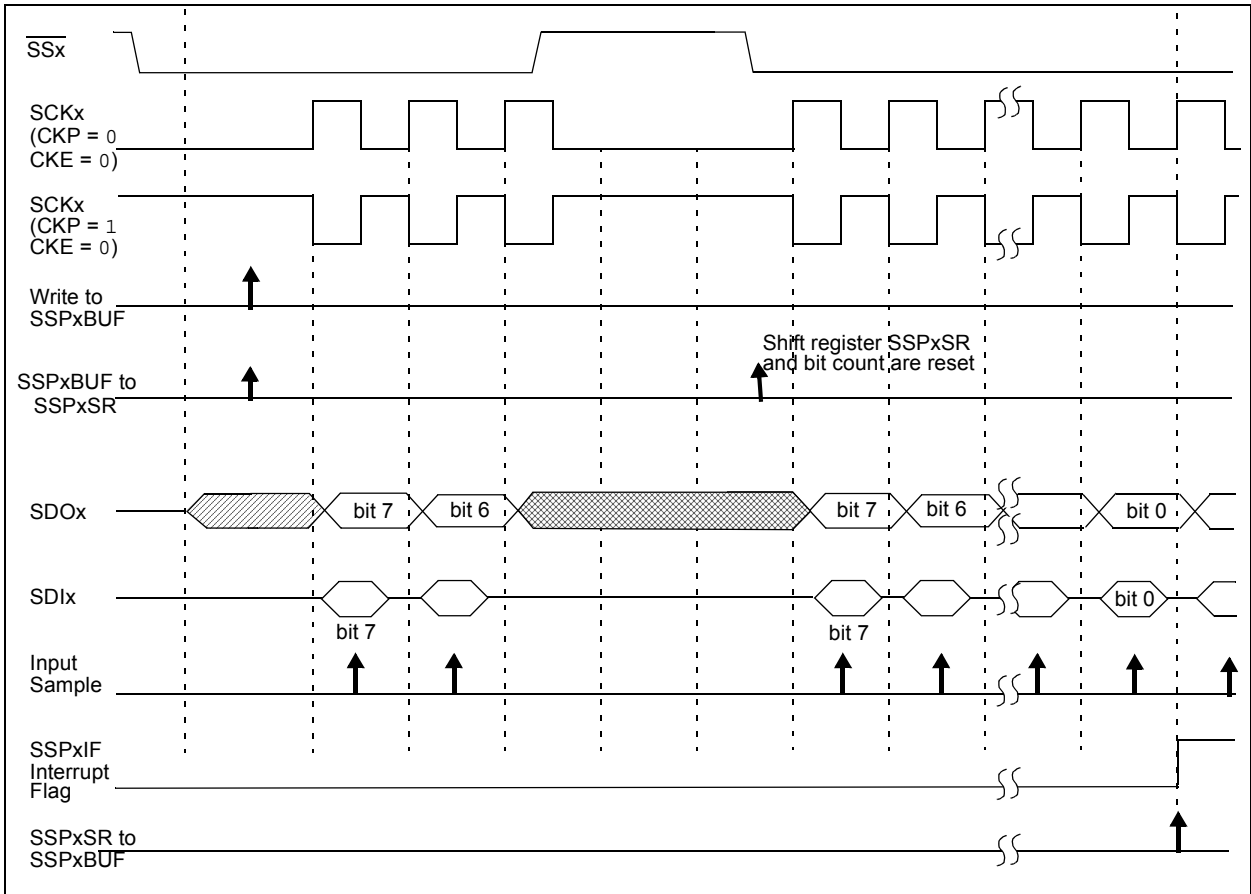 SSx
SCKx
(CKP = 0
CKE = 0)
SCKx
(CKP = 1
CKE = 0)
Write to
SSPxBUF
Shift register SSPxSR
and bit count are reset
SSPxBUF to
SSPxSR
SDOx
bit 7
bit 6
bit 7
bit 6
bit 0
SDIx
bit 0
bit 7
bit 7
Input
Sample
SSPxIF
Interrupt
Flag
SSPxSR to
SSPxBUF